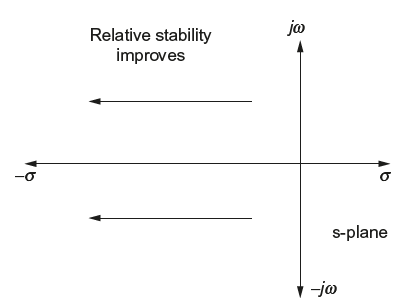 Relative stability
improves
jω
–σ
σ
s-plane
–jω